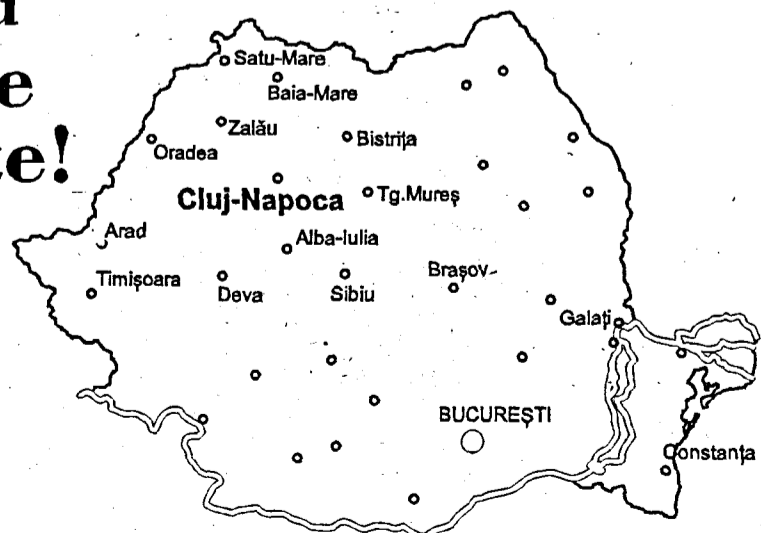 Satu-Mare
Baia-Mare
Zalău
Bistrița
Oradea
Cluj-Napoca
Tg.Mureș
Arad
Alba-Iulia
Timișoara
Deva
Sibiu
Brașov
Galați
BUCUREȘTI
Constanța